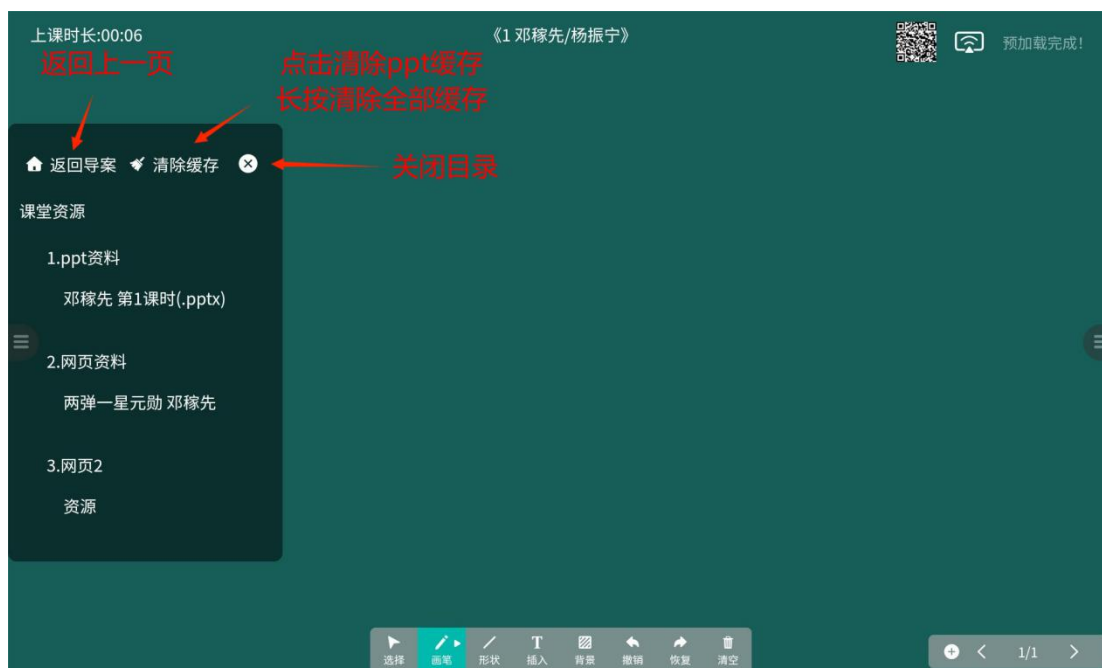 上课时长:00:06
《1 邓稼先/杨振宁》
预加载完成!
返回上一页
点击清除ppt缓存
长按清除全部缓存
返回导案 清除缓存
关闭目录
课堂资源
1.ppt资料
邓稼先 第1课时(.pptx)
2.网页资料
两弹一星元勋 邓稼先
3.网页2
资源
选择 画笔 形状 T 插入 背景 撤销 恢复 清空
1/1